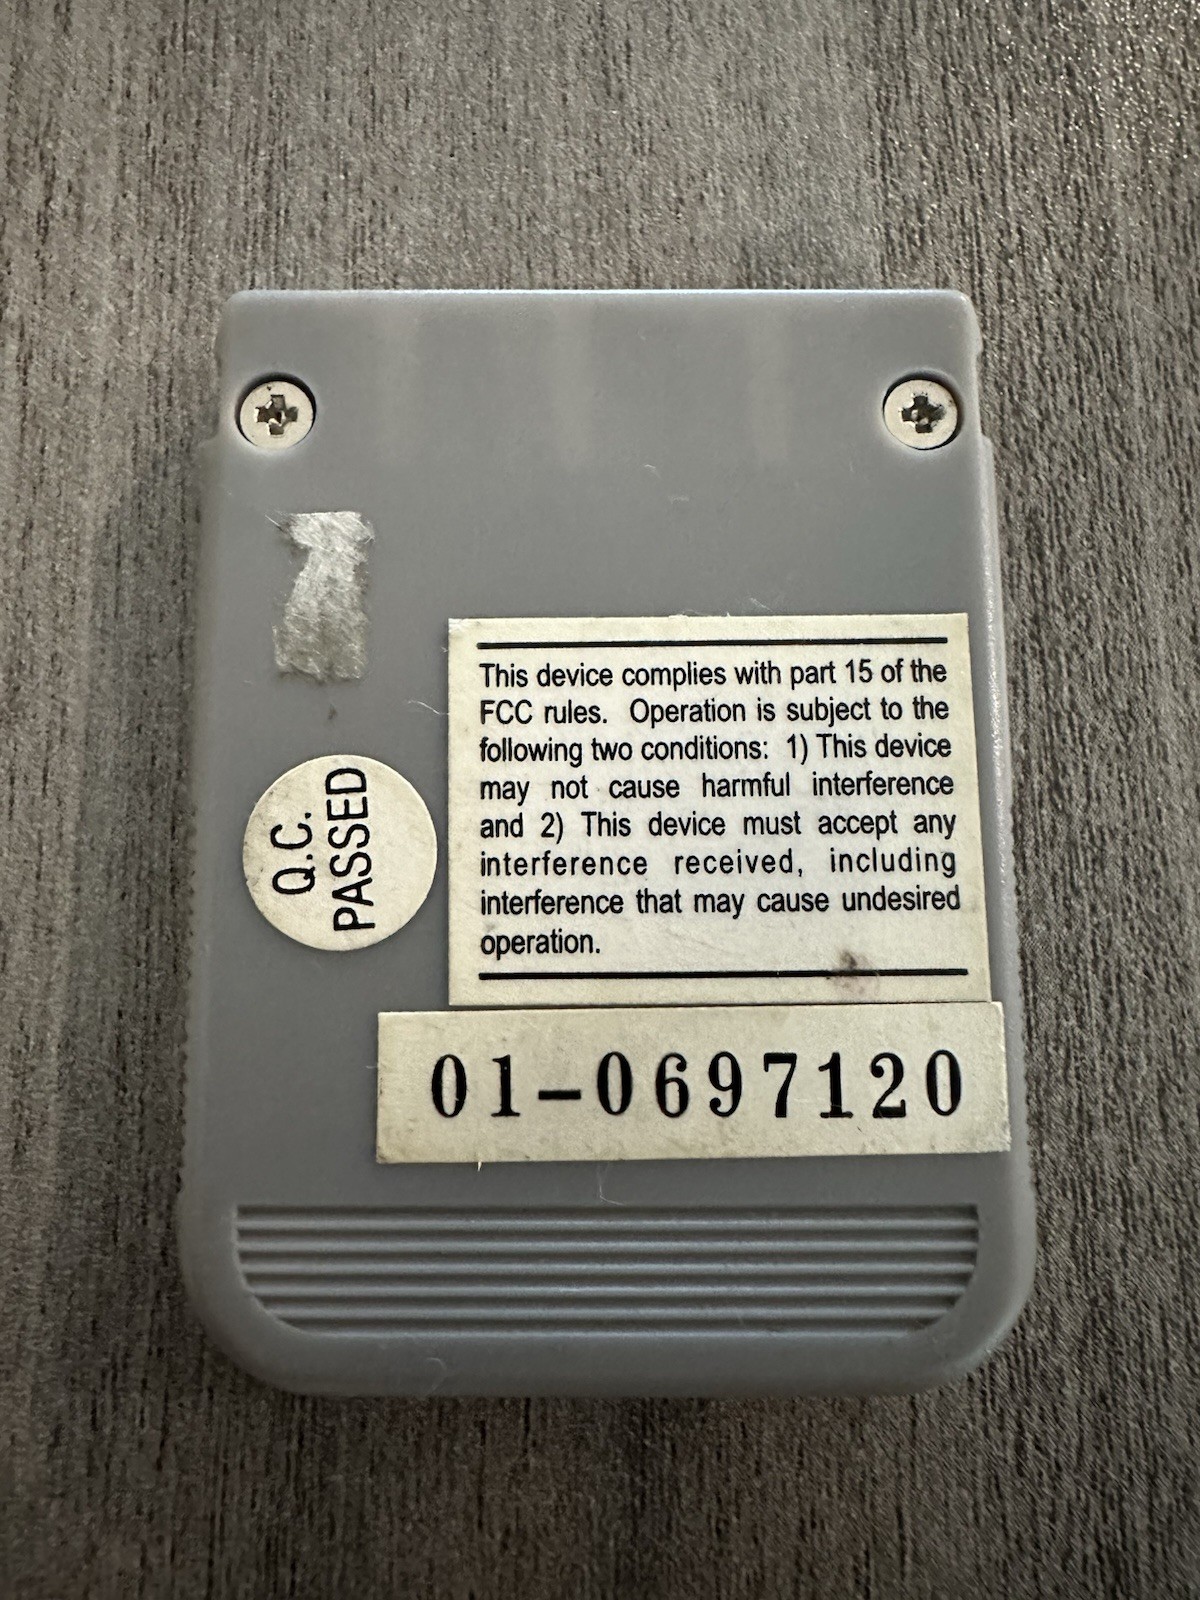 This device complies with part 15 of the
FCC rules. Operation is subject to the
following two conditions: 1) This device
may not cause harmful interference
and 2) This device must accept any
interference received, including
interference that may cause undesired
operation.
Q.C.
PASSED
01-0697120